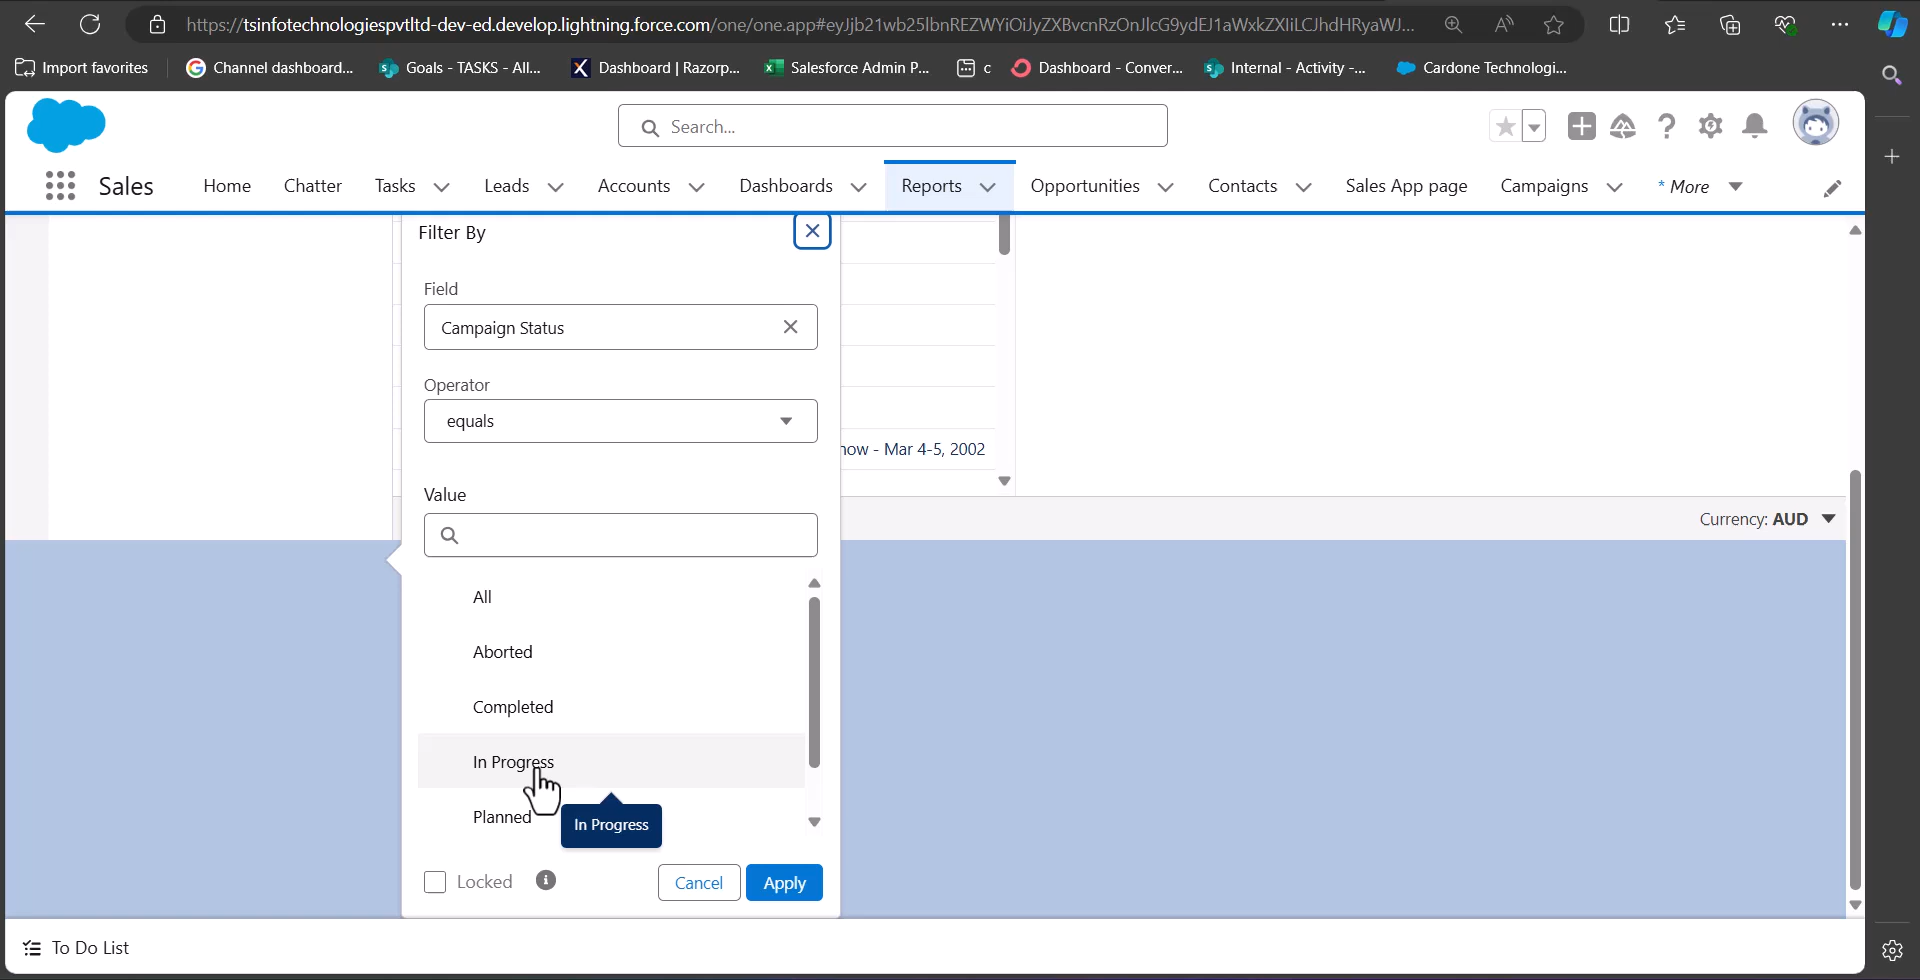 https://tsinfotechnologiespvtltd-dev-ed.develop.lightning.force.com/one/one.app#eyJjb21wb25lbnREZWYiOiJyZXBvcnRzOnJlcG9ydEJ1aWxkZXIiLCJhdHRyaWJ...
Import favorites
Channel dashboard...
Goals - TASKS - All...
Dashboard | Razorp...
Salesforce Admin P...
c
Dashboard - Conver...
Internal - Activity -...
Cardone Technologi...
Search...
Sales
Home
Chatter
Tasks
Leads
Accounts
Dashboards
Reports
Opportunities
Contacts
Sales App page
Campaigns
* More
Filter By
Field
Campaign Status
Operator
equals
how - Mar 4-5, 2002
Value
Currency: AUD
All
Aborted
Completed
In Progress
Planned
In Progress
Locked
Cancel
Apply
To Do List